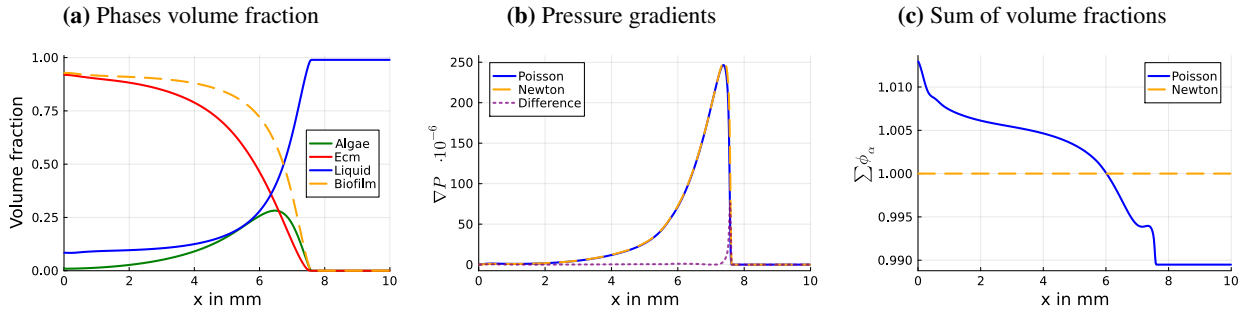 (a) Phases volume fraction
Volume fraction
1.00
0.75
0.50
0.25
0.00
Algae
Ecm
Liquid
Biofilm
0 2 4 6 8 10
x in mm
(b) Pressure gradients
∇P ·10⁻⁶
250
200
150
100
50
0
Poisson
Newton
Difference
0 2 4 6 8 10
x in mm
(c) Sum of volume fractions
∑ϕ_α
1.010
1.005
1.000
0.995
0.990
Poisson
Newton
0 2 4 6 8 10
x in mm